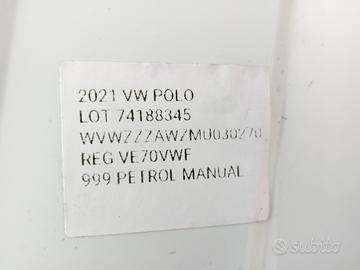 2021 VW POLO
LOT 74188345
WVWZZZAWZMU030270
REG VE70VWF
999 PETROL MANUAL
subito